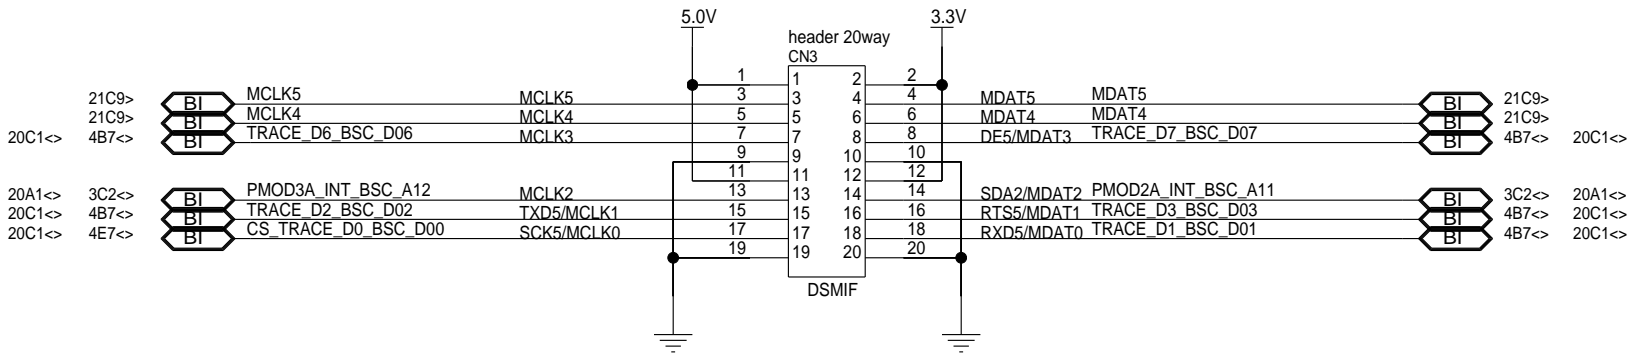 5.0V 3.3V
header 20way
CN3
1 1 2 2
21C9> BI MCLK5 MCLK5 3 3 4 4 MDAT5 MDAT5 BI 21C9>
21C9> BI MCLK4 MCLK4 5 5 6 6 MDAT4 MDAT4 BI 21C9>
20C1<> 4B7<> BI TRACE_D6_BSC_D06 MCLK3 7 7 8 8 DE5/MDAT3 TRACE_D7_BSC_D07 BI 4B7<> 20C1<>
9 9 10 10
11 11 12 12
20A1<> 3C2<> BI PMOD3A_INT_BSC_A12 MCLK2 13 13 14 14 SDA2/MDAT2 PMOD2A_INT_BSC_A11 BI 3C2<> 20A1<>
20C1<> 4B7<> BI TRACE_D2_BSC_D02 TXD5/MCLK1 15 15 16 16 RTS5/MDAT1 TRACE_D3_BSC_D03 BI 4B7<> 20C1<>
20C1<> 4E7<> BI CS_TRACE_D0_BSC_D00 SCK5/MCLK0 17 17 18 18 RXD5/MDAT0 TRACE_D1_BSC_D01 BI 4B7<> 20C1<>
19 19 20 20
DSMIF